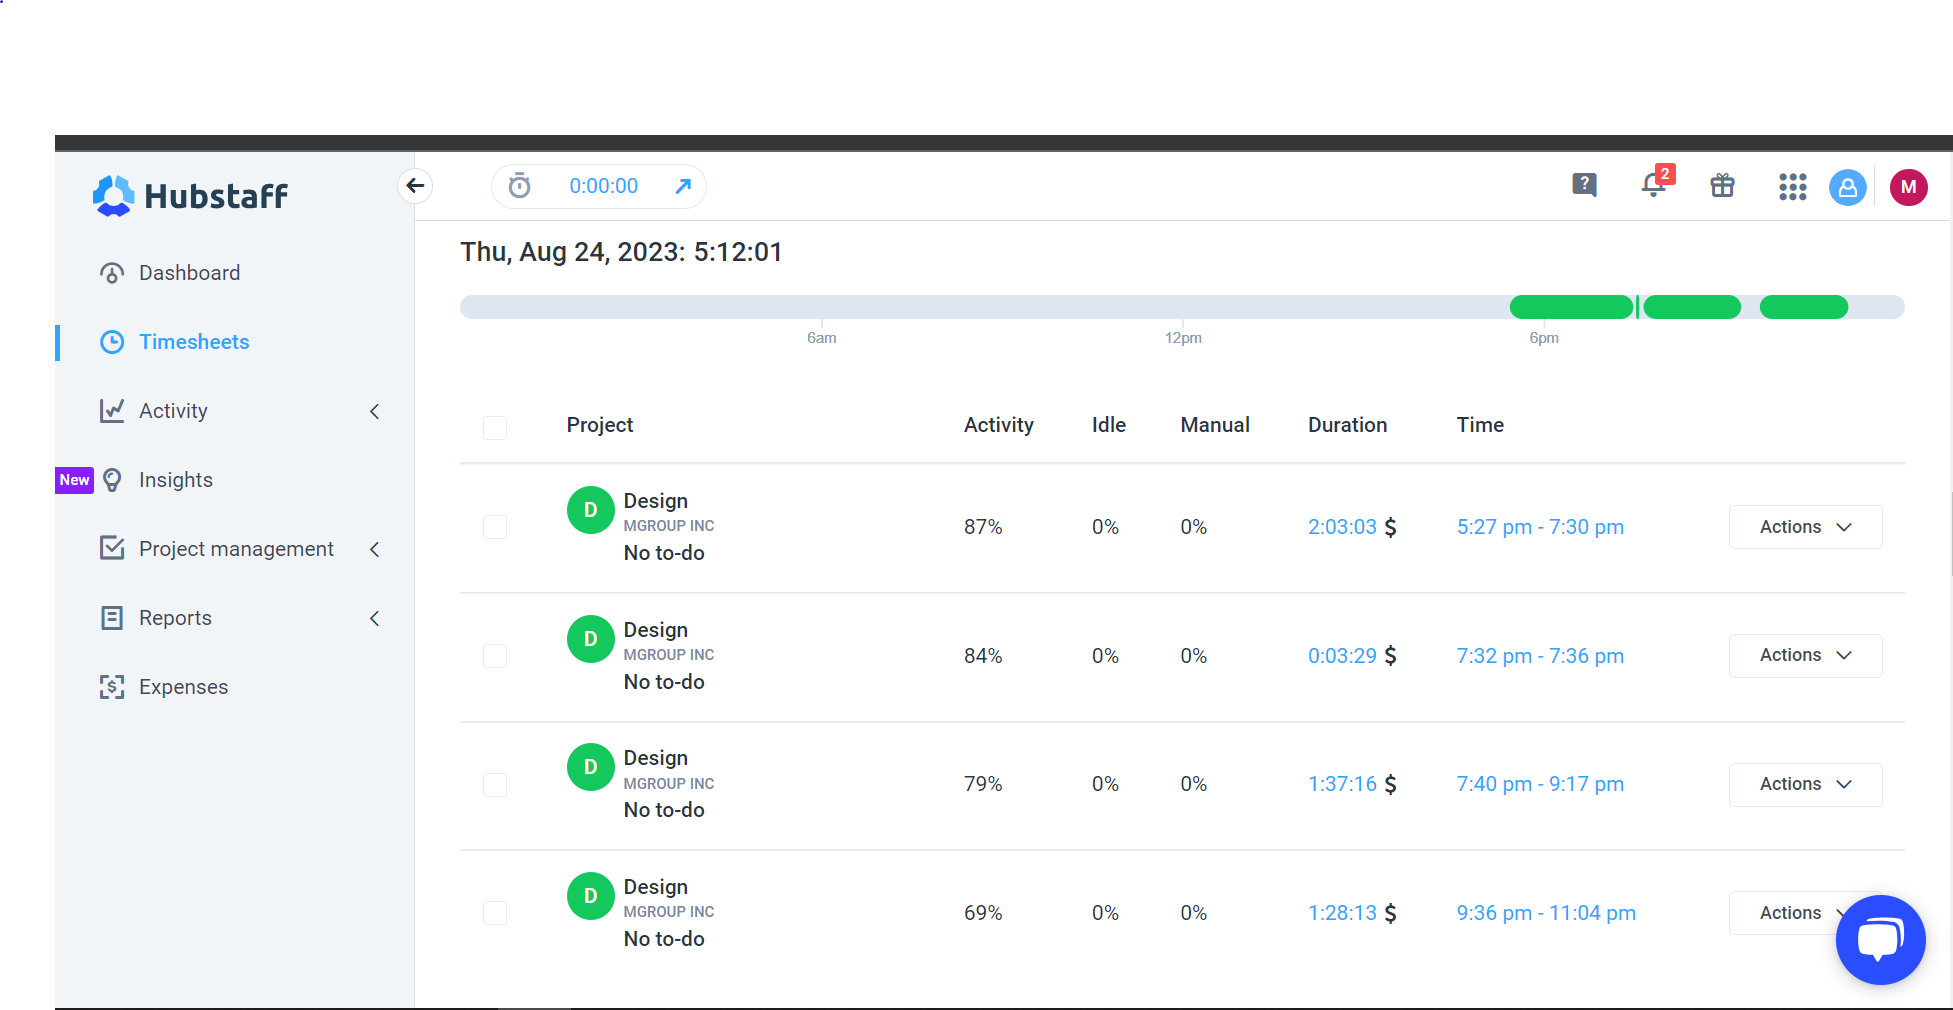 Hubstaff
0:00:00
?
2
M
Dashboard
Timesheets
Activity
New
Insights
Project management
Reports
Expenses
Thu, Aug 24, 2023: 5:12:01
6am 12pm 6pm
Project Activity Idle Manual Duration Time
D Design
MGROUP INC
No to-do
87% 0% 0% 2:03:03 $ 5:27 pm - 7:30 pm Actions
D Design
MGROUP INC
No to-do
84% 0% 0% 0:03:29 $ 7:32 pm - 7:36 pm Actions
D Design
MGROUP INC
No to-do
79% 0% 0% 1:37:16 $ 7:40 pm - 9:17 pm Actions
D Design
MGROUP INC
No to-do
69% 0% 0% 1:28:13 $ 9:36 pm - 11:04 pm Actions